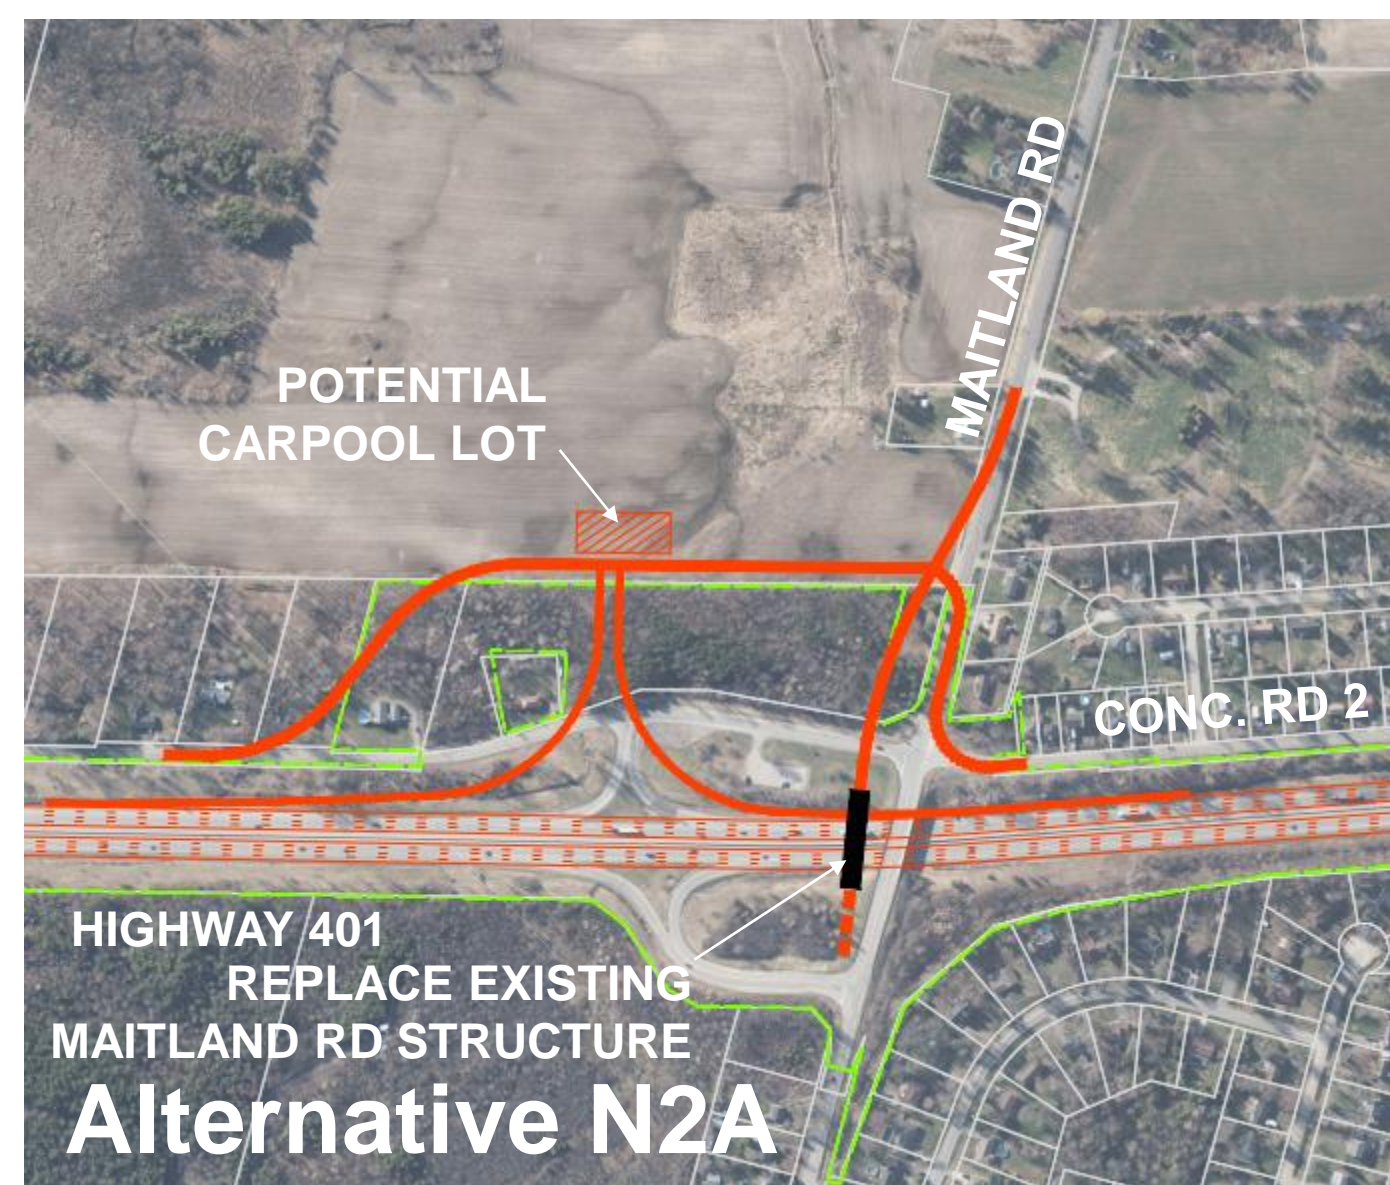 MAITLAND RD
POTENTIAL
CARPOOL LOT
CONC. RD 2
HIGHWAY 401
REPLACE EXISTING
MAITLAND RD STRUCTURE
Alternative N2A